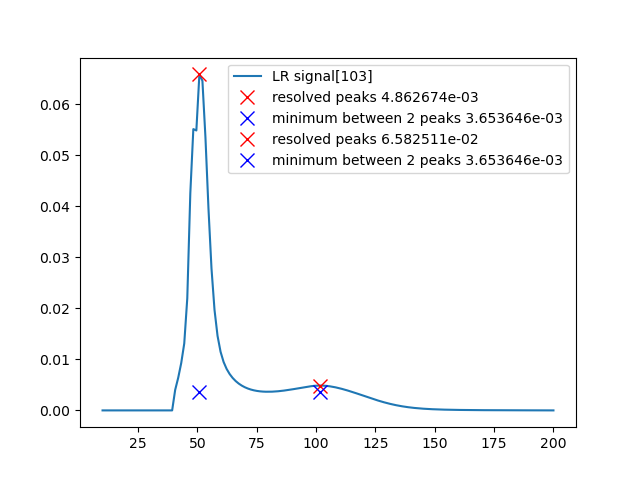 LR signal[103]
resolved peaks 4.862674e-03
minimum between 2 peaks 3.653646e-03
resolved peaks 6.582511e-02
minimum between 2 peaks 3.653646e-03
0.06
0.05
0.04
0.03
0.02
0.01
0.00
25 50 75 100 125 150 175 200